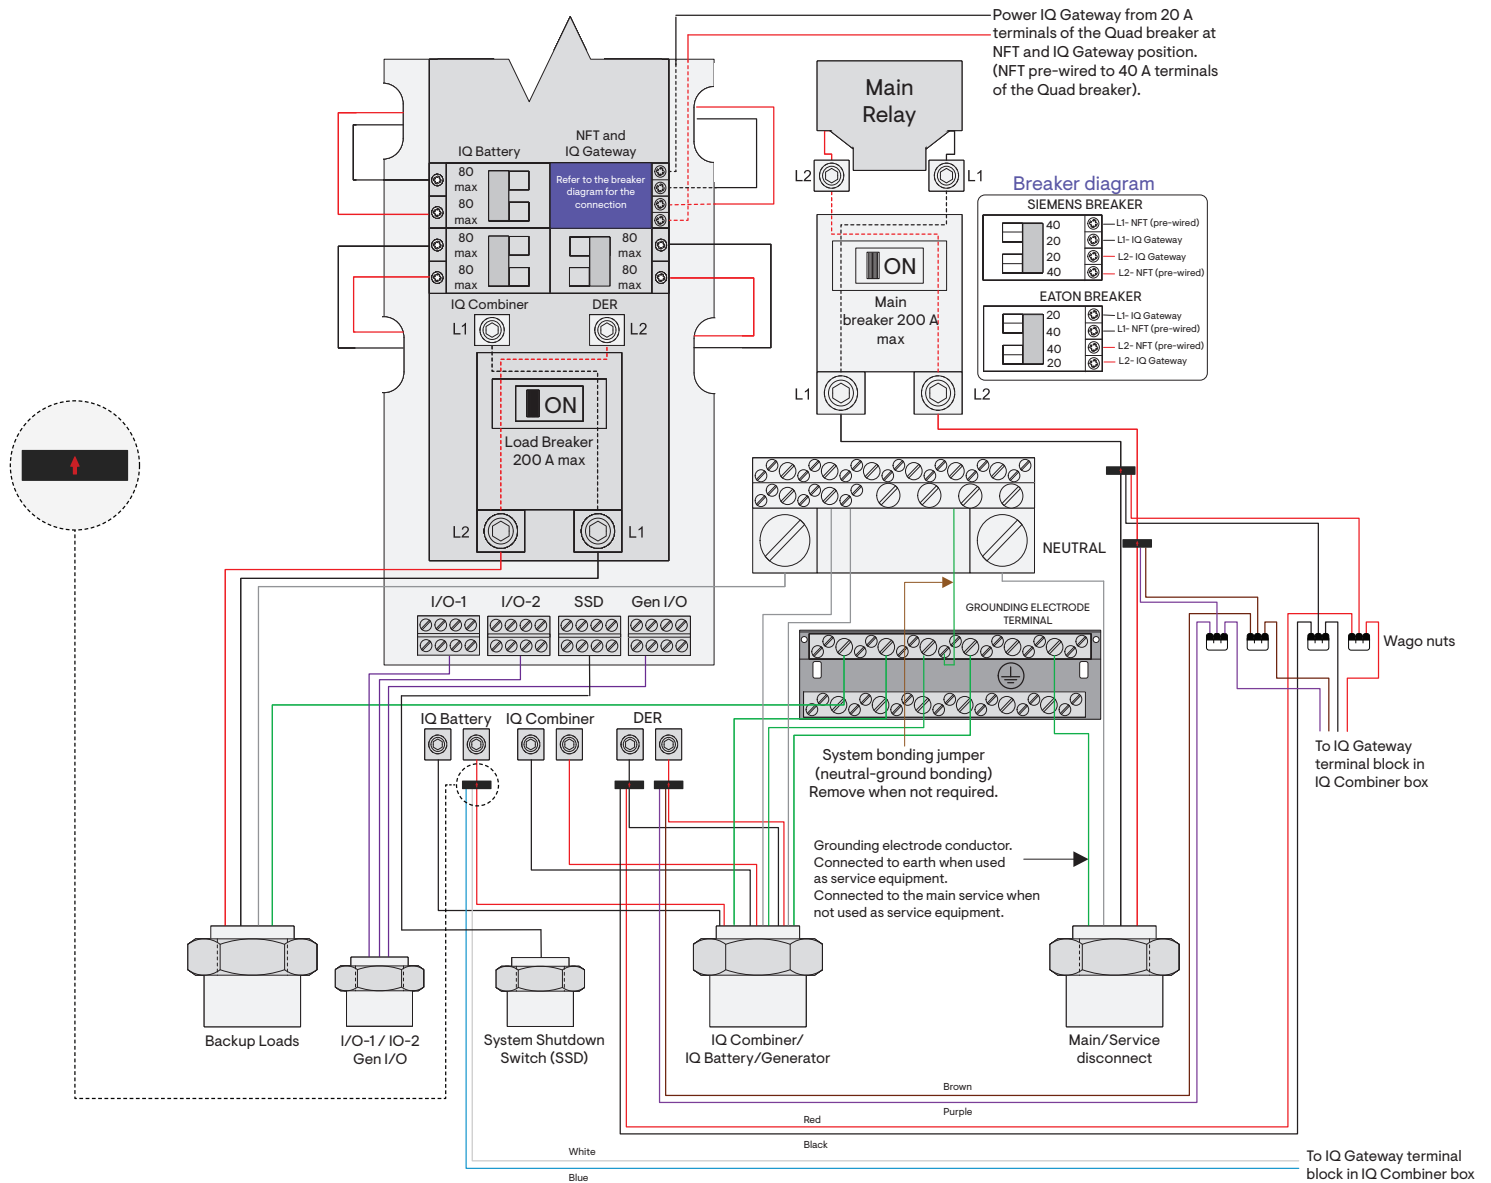 Power IQ Gateway from 20 A
terminals of the Quad breaker at
NFT and IQ Gateway position.
(NFT pre-wired to 40 A terminals
of the Quad breaker).
Main
Relay
L2
L1
NFT and
IQ Gateway
IQ Battery
80
max
80
max
Refer to the breaker
diagram for the
connection
80
max
80
max
80
max
80
max
IQ Combiner
DER
L1
L2
ON
Load Breaker
200 A max
L2
L1
ON
Main
breaker 200 A
max
L1
L2
Breaker diagram
SIEMENS BREAKER
40
20
20
40
L1- NFT (pre-wired)
L1- IQ Gateway
L2- IQ Gateway
L2- NFT (pre-wired)
EATON BREAKER
20
40
40
20
L1- IQ Gateway
L1- NFT (pre-wired)
L2- NFT (pre-wired)
L2- IQ Gateway
NEUTRAL
GROUNDING ELECTRODE
TERMINAL
I/O-1
I/O-2
SSD
Gen I/O
Wago nuts
IQ Battery
IQ Combiner
DER
System bonding jumper
(neutral-ground bonding)
Remove when not required.
To IQ Gateway
terminal block in
IQ Combiner box
Grounding electrode conductor.
Connected to earth when used
as service equipment.
Connected to the main service when
not used as service equipment.
Backup Loads
I/O-1 / IO-2
Gen I/O
System Shutdown
Switch (SSD)
IQ Combiner/
IQ Battery/Generator
Main/Service
disconnect
Brown
Purple
Red
Black
White
Blue
To IQ Gateway terminal
block in IQ Combiner box